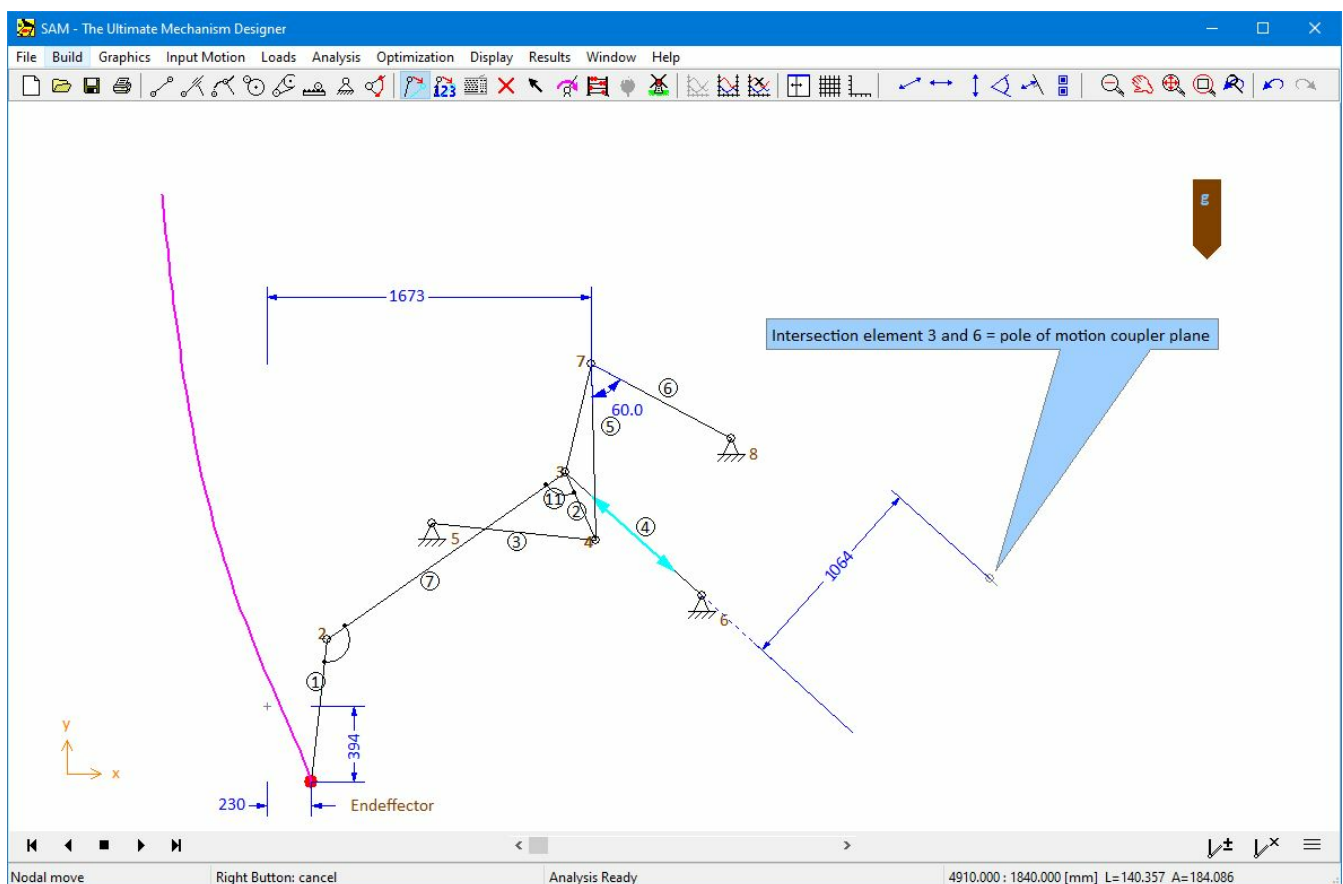 SAM - The Ultimate Mechanism Designer
File Build Graphics Input Motion Loads Analysis Optimization Display Results Window Help
123
g
1673
Intersection element 3 and 6 = pole of motion coupler plane
7
6
60.0
5
8
3
11
2
4
5
3
4
7
1064
6
2
1
394
y
x
230
Endeffector
Nodal move Right Button: cancel Analysis Ready 4910.000 : 1840.000 [mm] L=140.357 A=184.086